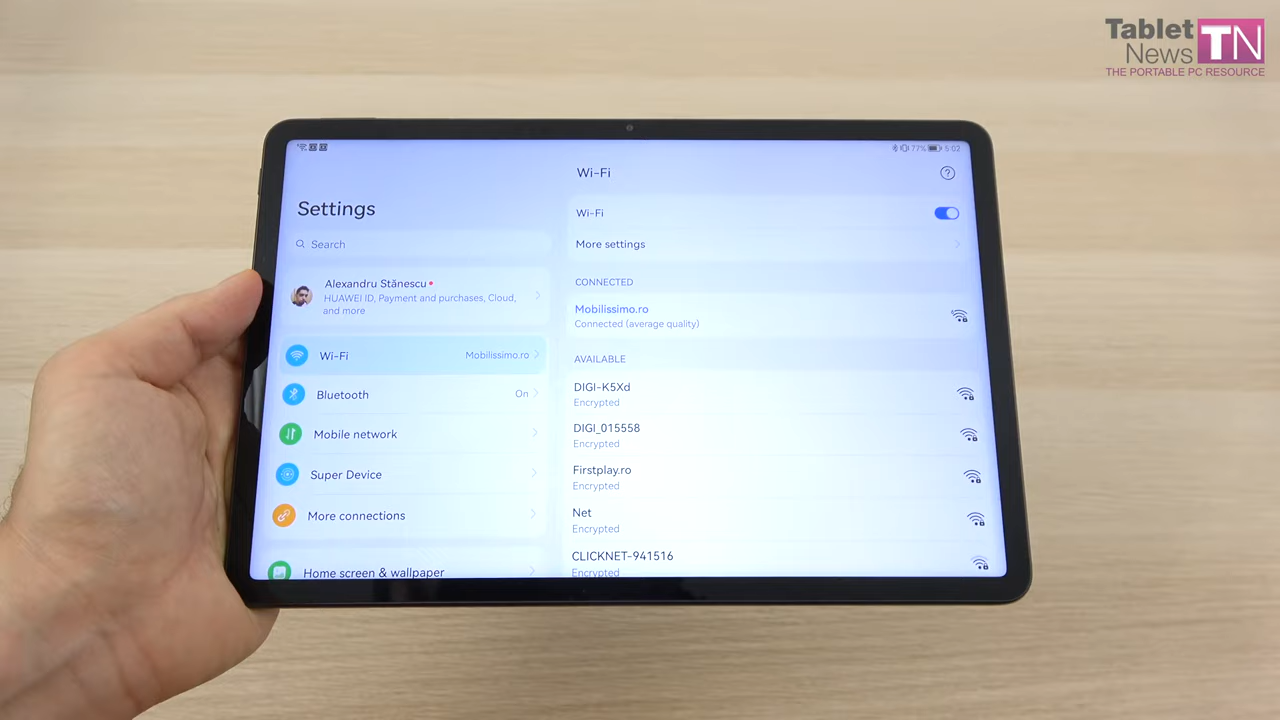 Tablet
News TN
THE PORTABLE PC RESOURCE
77% 5:02
Settings
Search
Alexandru Stănescu
HUAWEI ID, Payment and purchases, Cloud,
and more
Wi-Fi Mobilissimo.ro
Bluetooth On
Mobile network
Super Device
More connections
Home screen & wallpaper
Wi-Fi
?
Wi-Fi
More settings
CONNECTED
Mobilissimo.ro
Connected (average quality)
AVAILABLE
DIGI-K5Xd
Encrypted
DIGI_015558
Encrypted
Firstplay.ro
Encrypted
Net
Encrypted
CLICKNET-941516
Encrypted